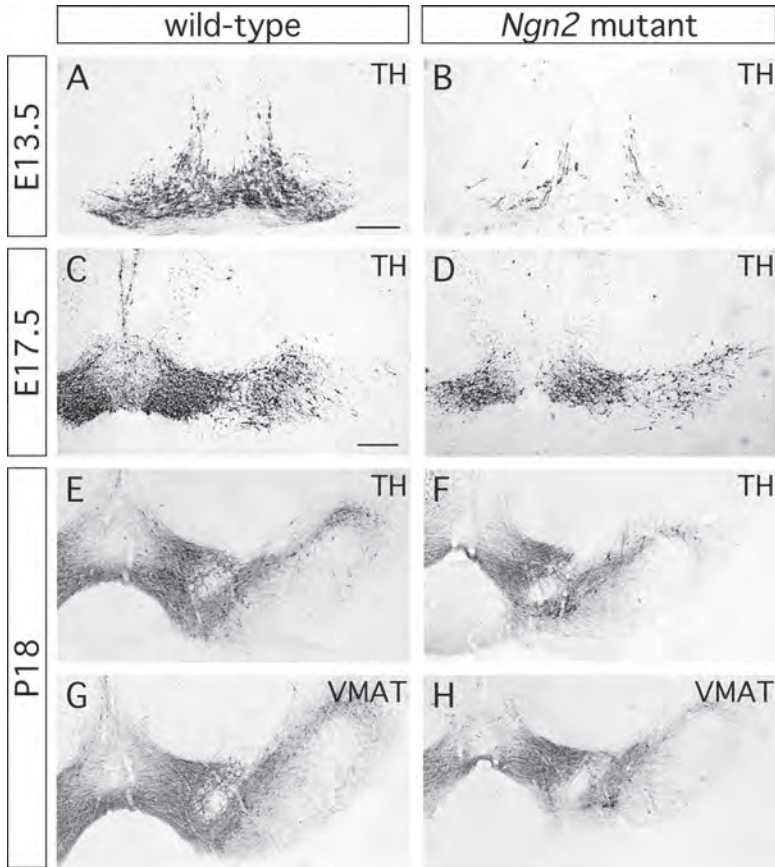 wild-type
Ngn2 mutant
E13.5
A TH
B TH
E17.5
C TH
D TH
P18
E TH
F TH
G VMAT
H VMAT